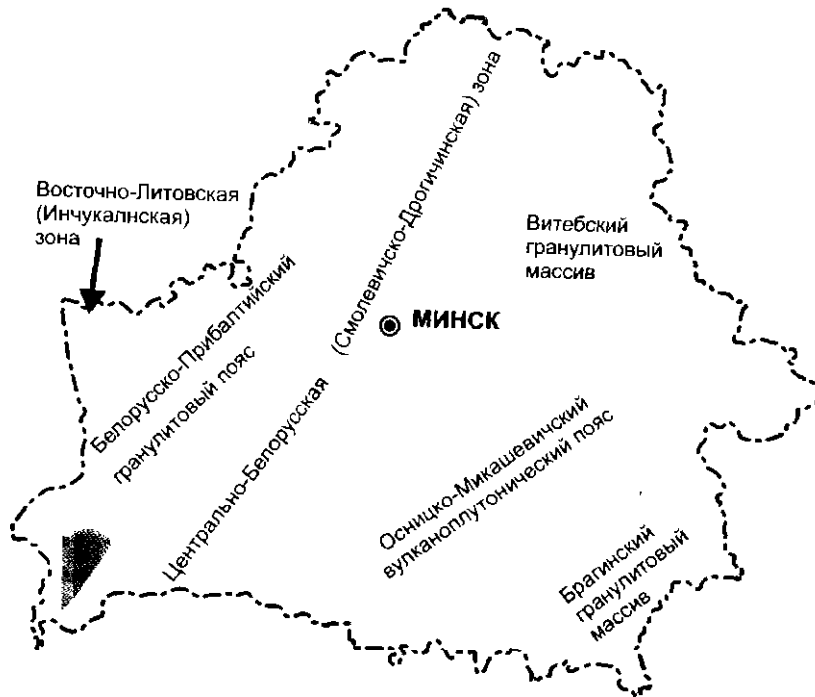 Восточно-Литовская
(Инчукалнская)
зона
Белорусско-Прибалтийский
гранулитовый пояс
Центрально-Белорусская (Смолевичско-Дрогичинская) зона
Витебский
гранулитовый
массив
МИНСК
Осницко-Микашевичский
вулканоплутонический пояс
Брагинский
гранулитовый
массив